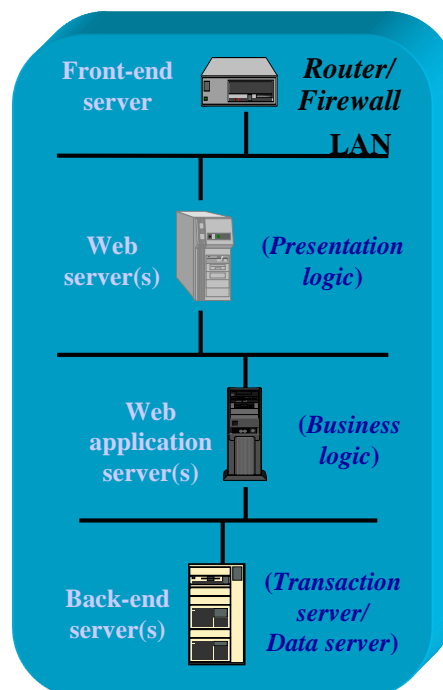 Front-end
server
Router/
Firewall
LAN
Web
server(s)
(Presentation
logic)
Web
application
server(s)
(Business
logic)
Back-end
server(s)
(Transaction
server/
Data server)